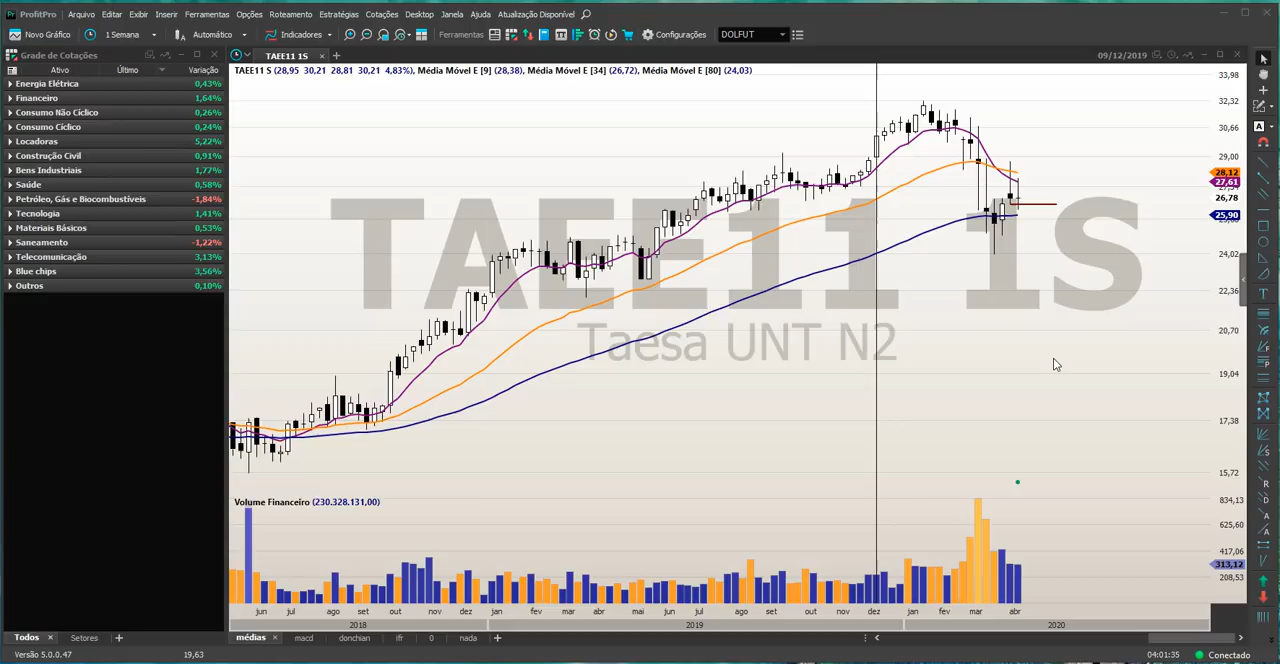 ProfitPro Arquivo Editar Exibir Inserir Ferramentas Opções Roteamento Estratégias Cotações Desktop Janela Ajuda Atualização Disponível
Novo Gráfico 1 Semana Automático Indicadores Ferramentas Configurações DOLFUT
Grade de Cotações
Ativo Último Variação
Energia Elétrica 0,43%
Financeiro 1,64%
Consumo Não Cíclico 0,26%
Consumo Cíclico 0,24%
Locadoras 5,22%
Construção Civil 0,91%
Bens Industriais 1,77%
Saúde 0,58%
Petróleo, Gás e Biocombustíveis -1,84%
Tecnologia 1,41%
Materiais Básicos 0,53%
Saneamento -1,22%
Telecomunicação 3,13%
Blue chips 3,56%
Outros 0,10%
Todos Setores
Versão 5.0.0.47 19,63
TAEE11 1S 09/12/2019
TAEE11 S (28,95 30,21 28,81 30,21 4,83%), Média Móvel E [9] (28,38), Média Móvel E [34] (26,72), Média Móvel E [80] (24,03)
TAEE11 1S
Taesa UNT N2
33,98
32,32
30,66
29,00
28,12
27,61
26,78
25,90
24,02
22,36
20,70
19,04
17,38
15,72
Volume Financeiro (230.328.131,00)
834,13
625,60
417,06
313,12
208,53
jun jul ago set out nov dez jan fev mar abr mai jun jul ago set out nov dez jan fev mar abr
2018 2019 2020
médias macd donchian ifr 0 nada
04:01:35 Conectado